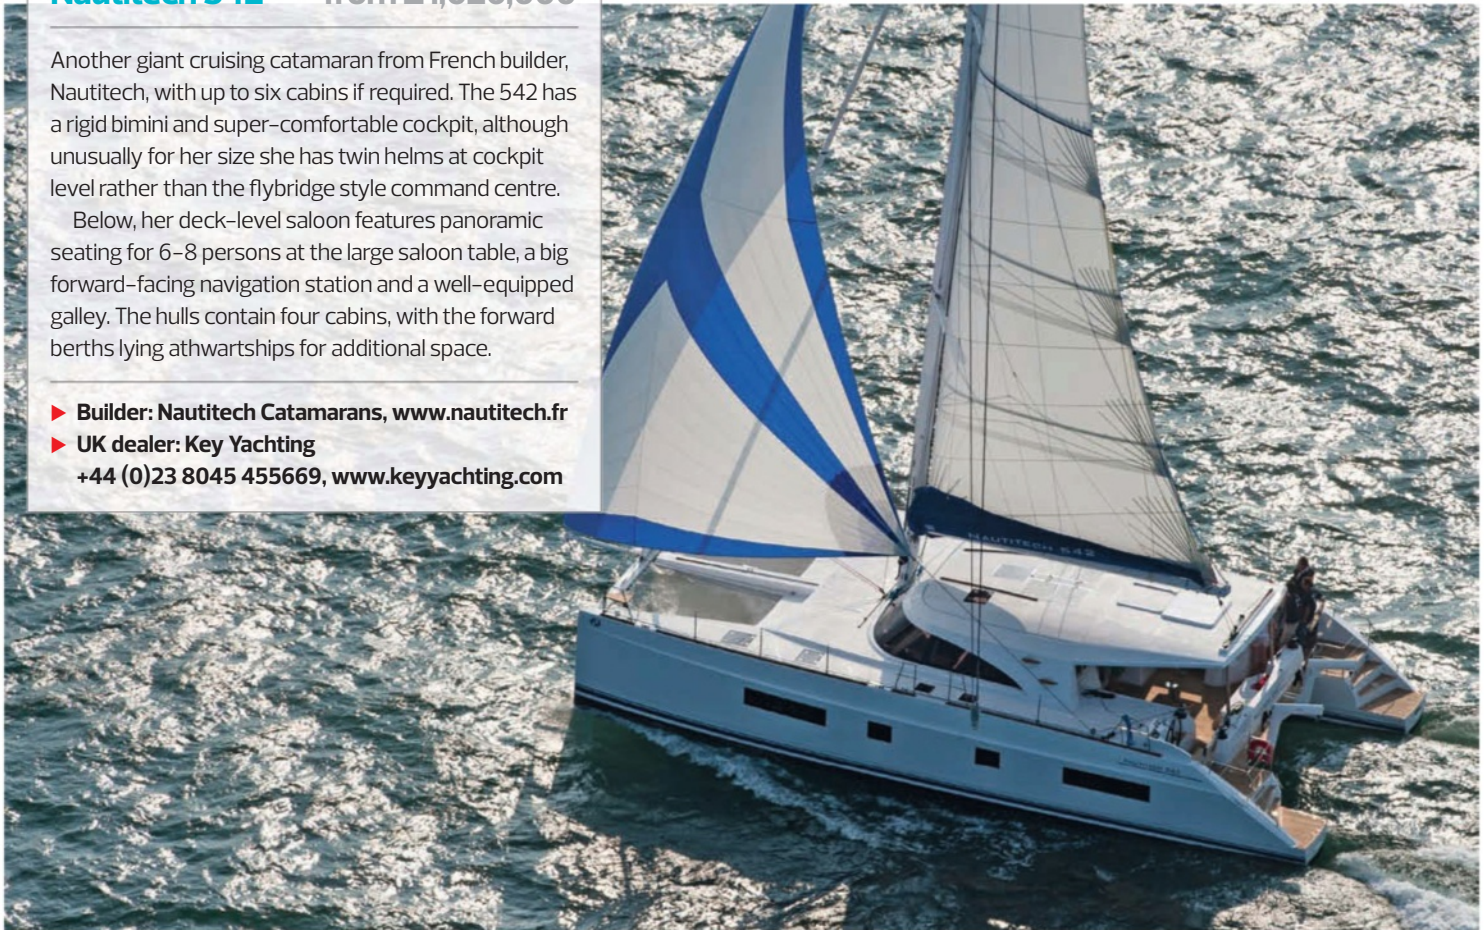 Nautitech 542
Another giant cruising catamaran from French builder,
Nautitech, with up to six cabins if required. The 542 has
a rigid bimini and super-comfortable cockpit, although
unusually for her size she has twin helms at cockpit
level rather than the flybridge style command centre.
Below, her deck-level saloon features panoramic
seating for 6-8 persons at the large saloon table, a big
forward-facing navigation station and a well-equipped
galley. The hulls contain four cabins, with the forward
berths lying athwartships for additional space.
Builder: Nautitech Catamarans, www.nautitech.fr
UK dealer: Key Yachting
+44 (0)23 8045 455669, www.keyyachting.com
NAUTITECH 542